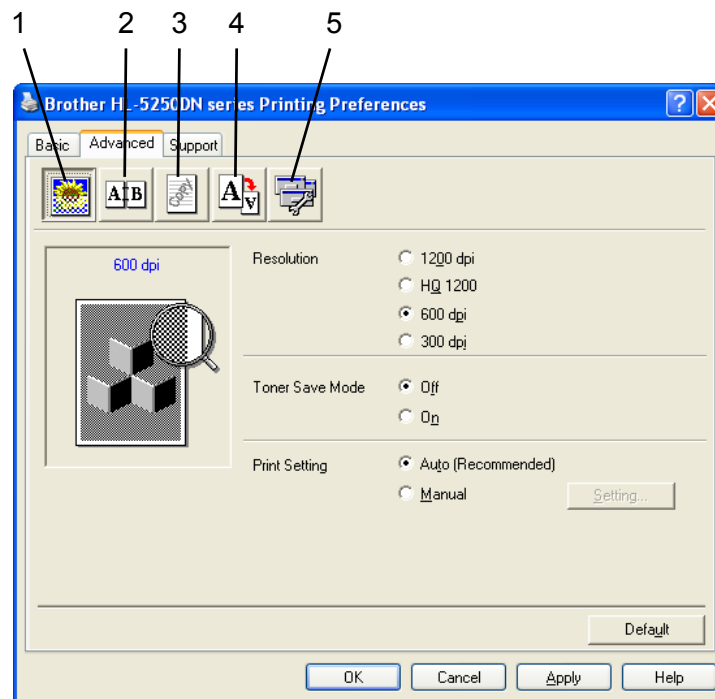 1 2 3 4 5
Brother HL-5250DN series Printing Preferences
Basic Advanced Support
A B Copy A V
600 dpi
Resolution
1200 dpi
HQ 1200
600 dpi
300 dpi
Toner Save Mode
Off
On
Print Setting
Auto (Recommended)
Manual
Setting...
Default
OK Cancel Apply Help